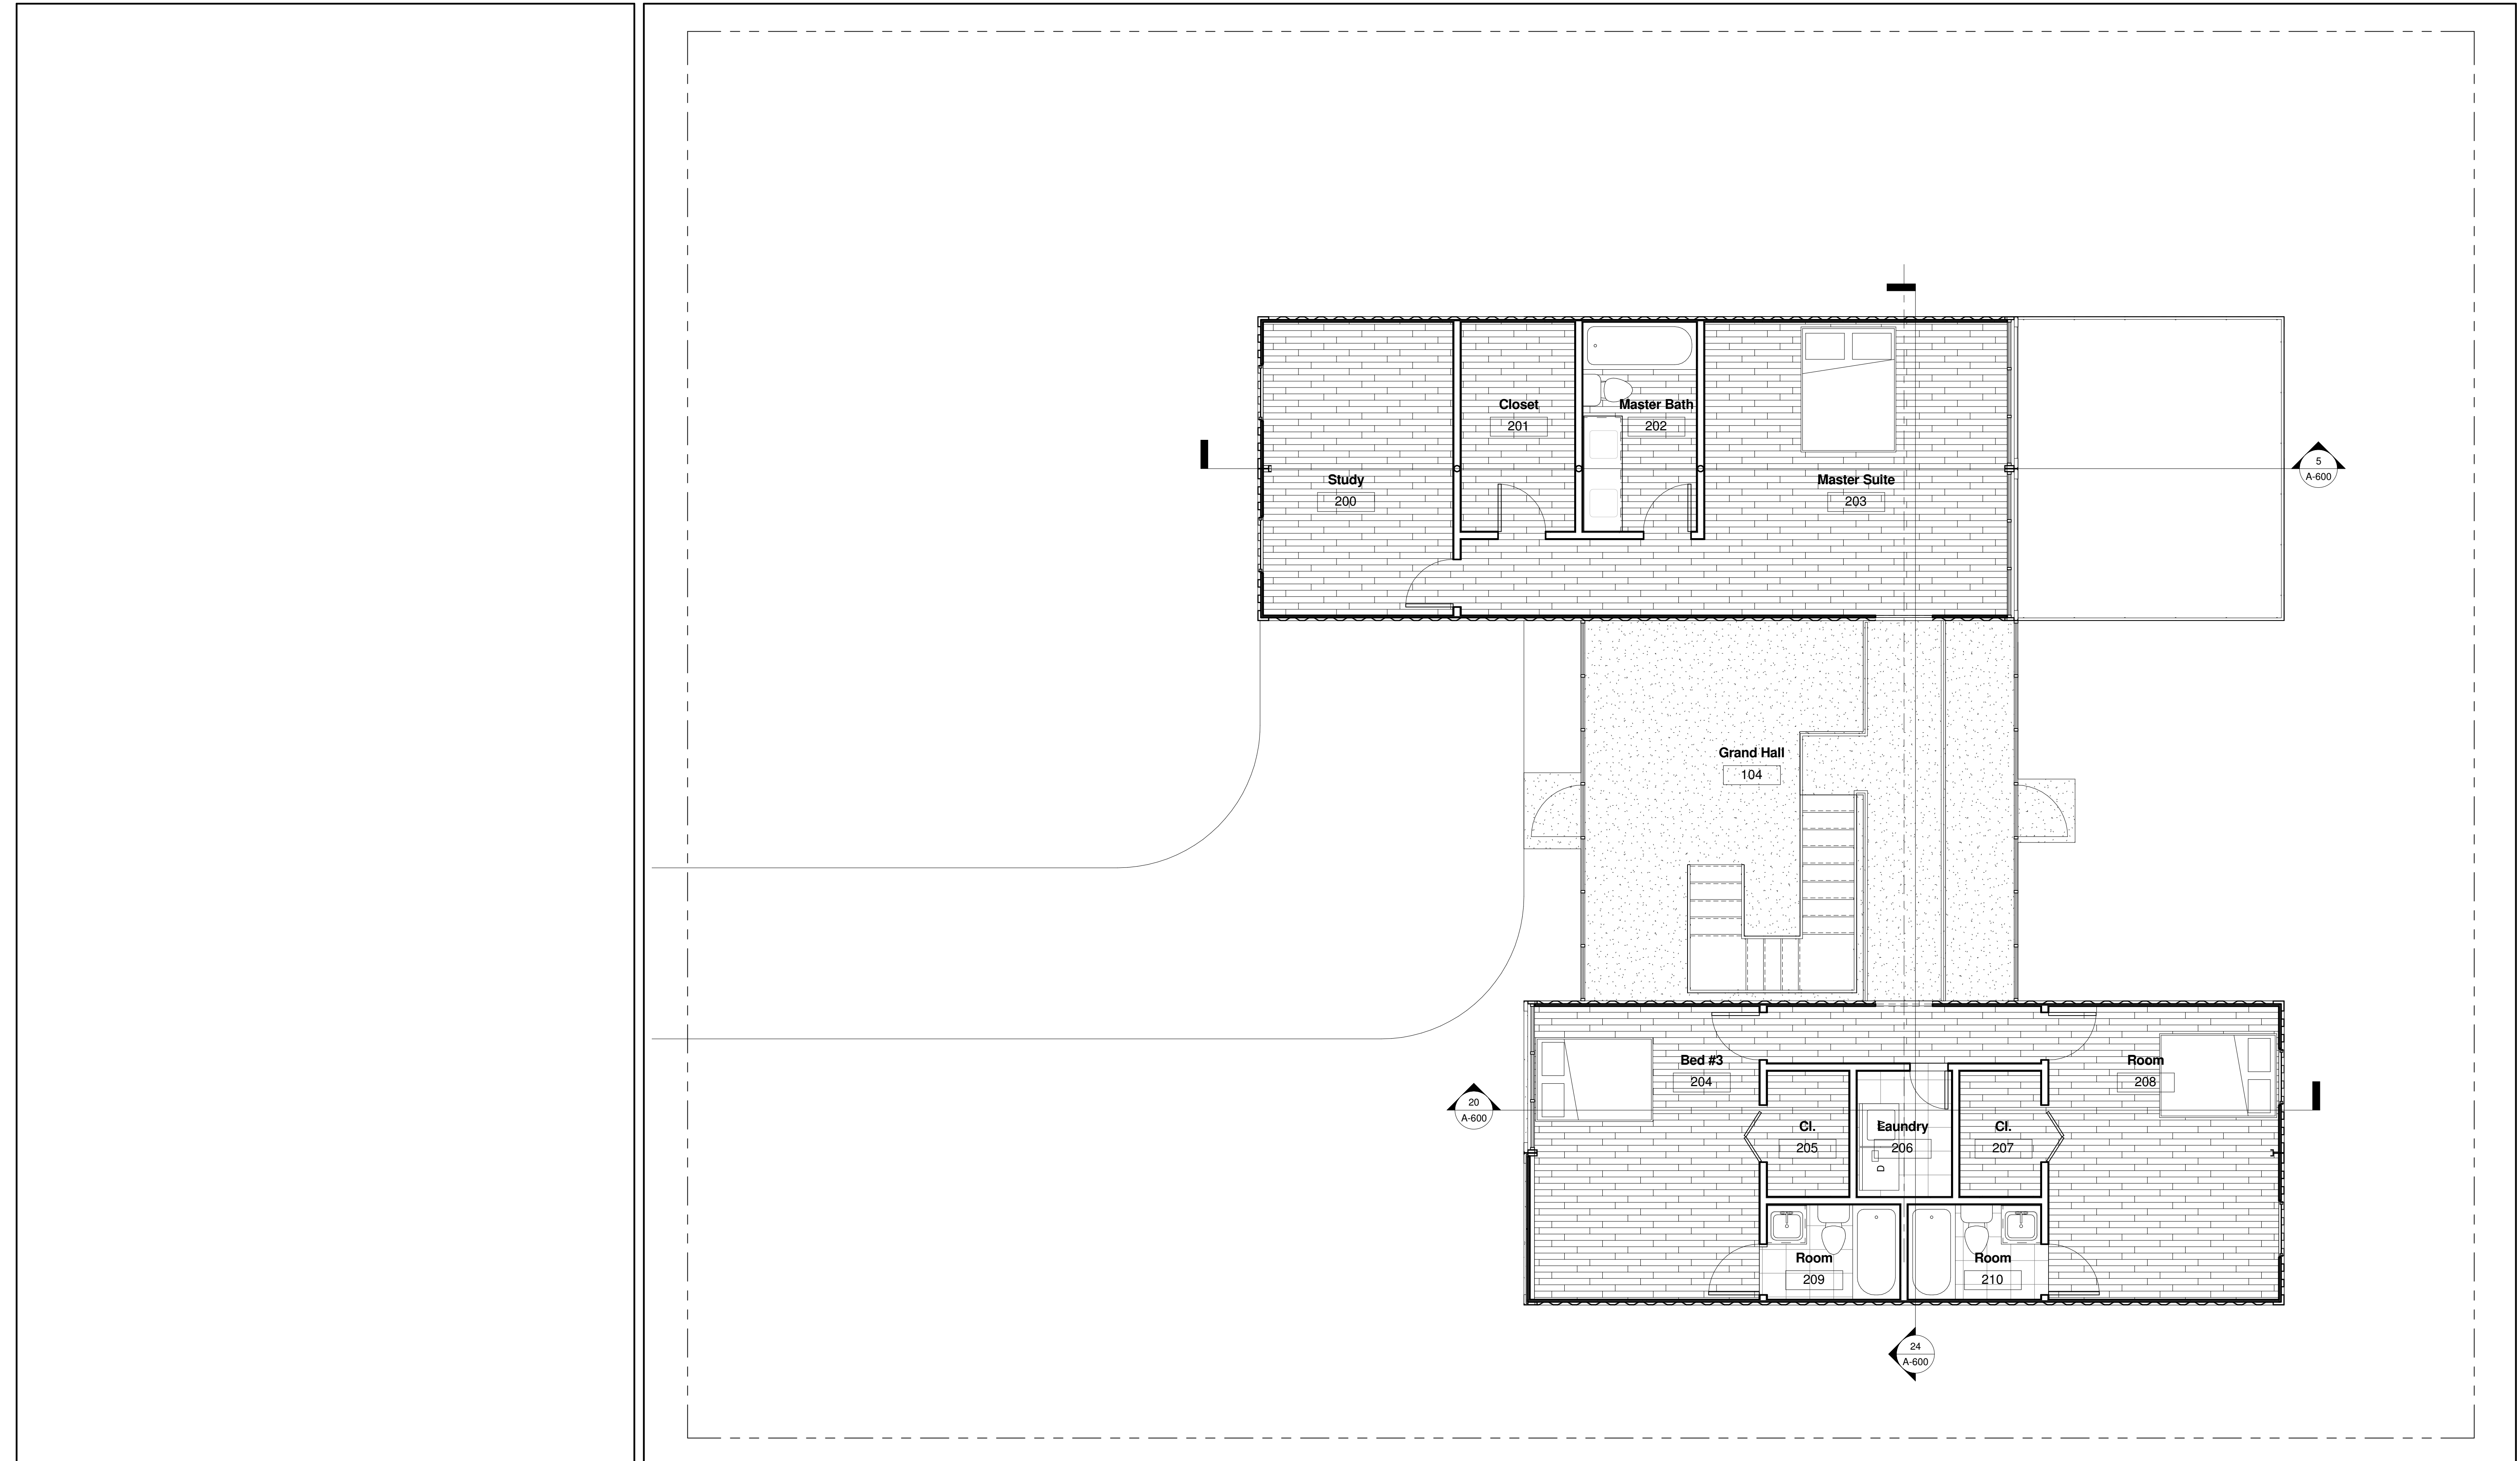 Closet
201
Master Bath
202
Study
200
Master Suite
203
5
A-600
Grand Hall
104
Bed #3
204
Room
208
20
A-600
Cl.
205
Laundry
206
Cl.
207
D
Room
209
Room
210
24
A-600